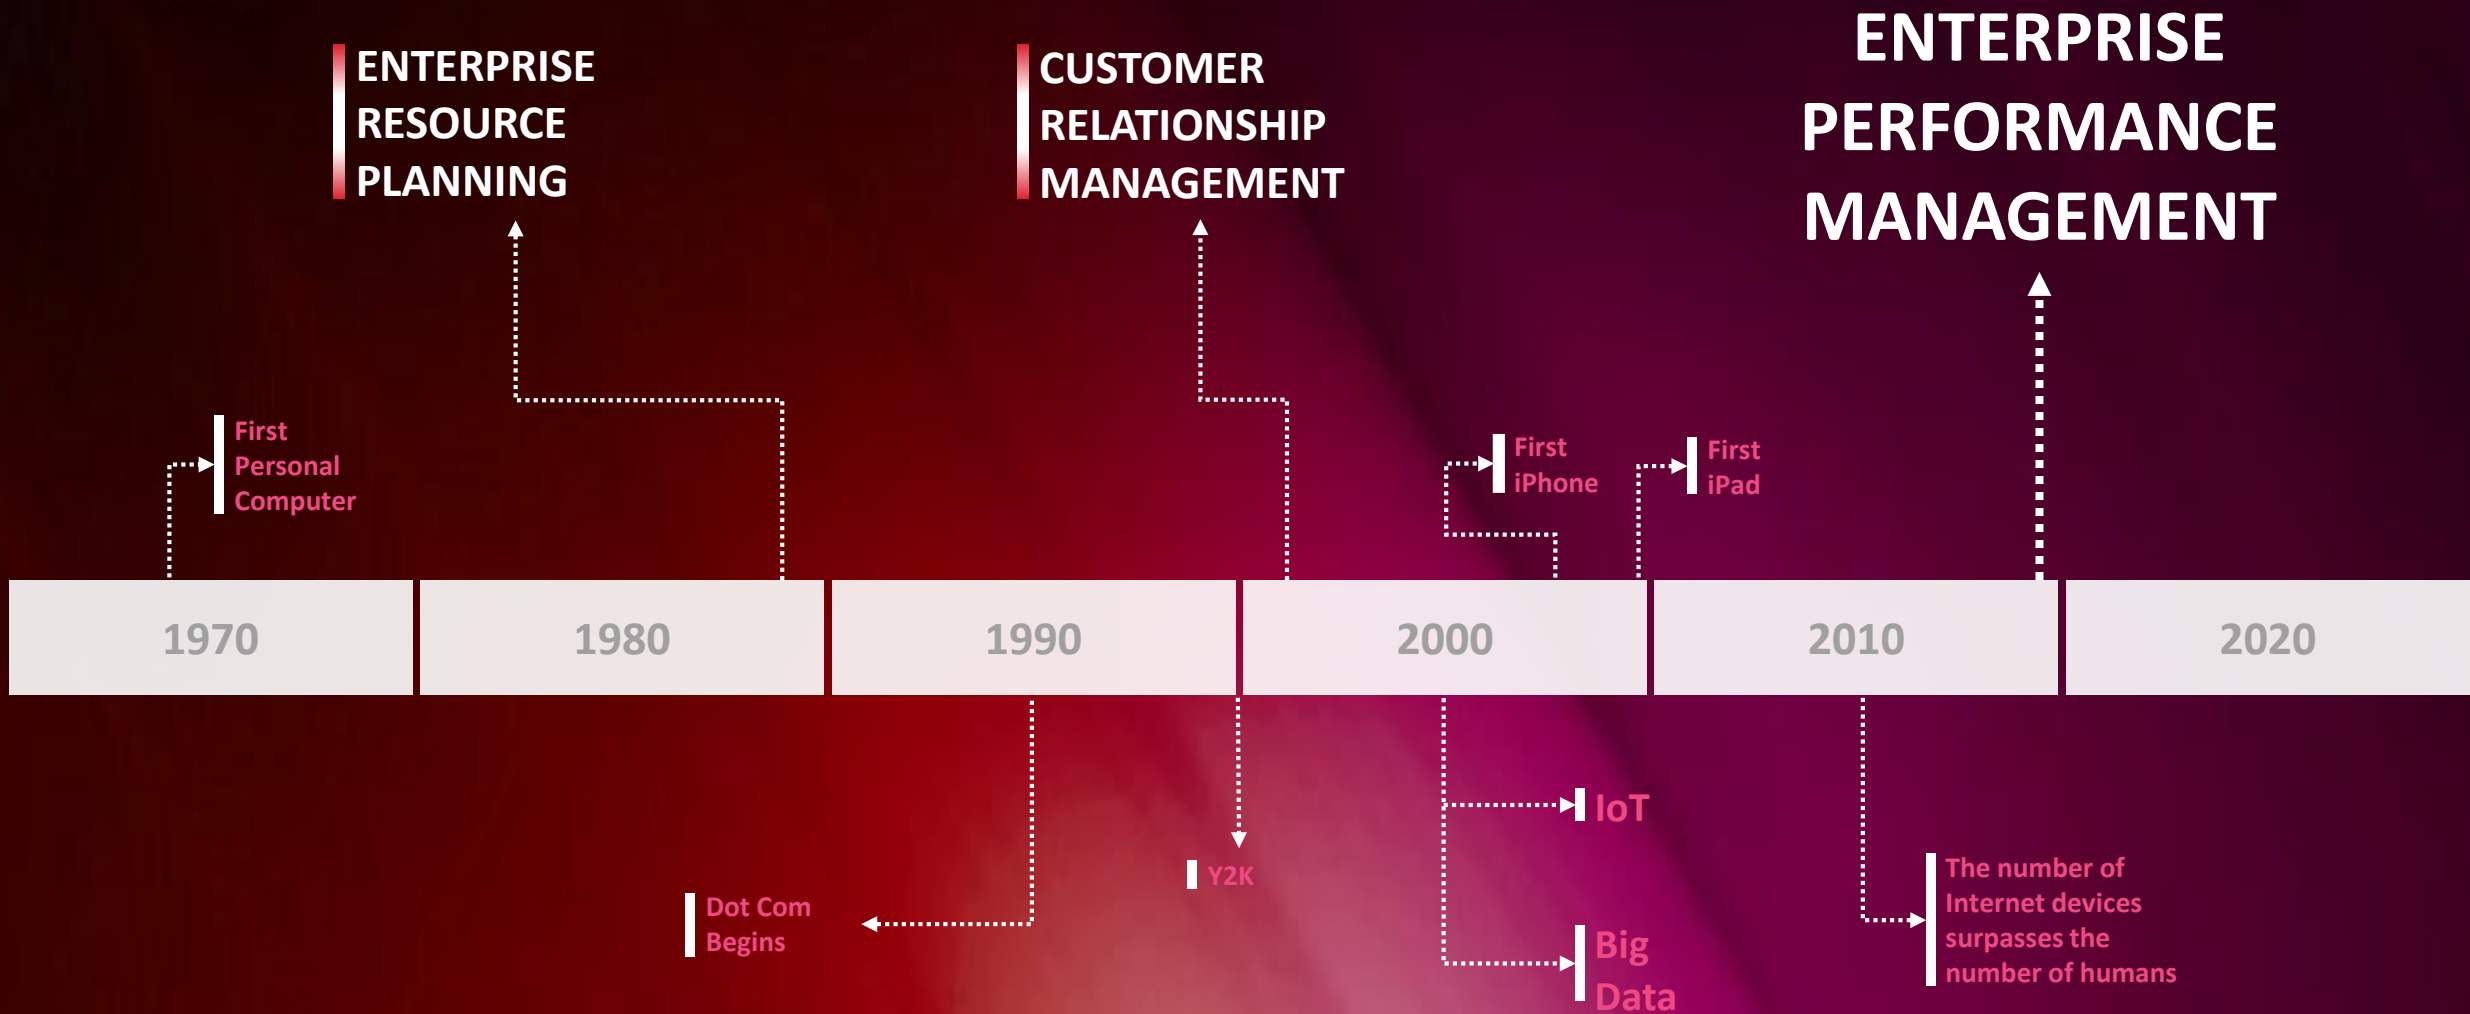 ENTERPRISE
RESOURCE
PLANNING
CUSTOMER
RELATIONSHIP
MANAGEMENT
ENTERPRISE
PERFORMANCE
MANAGEMENT
First
Personal
Computer
First
iPhone
First
iPad
1970
1980
1990
2000
2010
2020
Dot Com
Begins
Y2K
IoT
Big
Data
The number of
Internet devices
surpasses the
number of humans